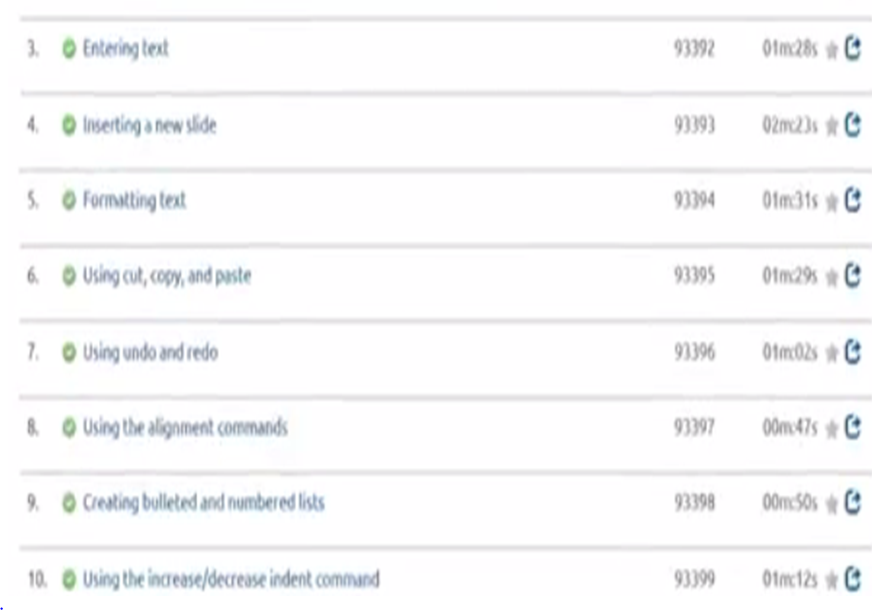 3. Entering text 93392 01m:28s
4. Inserting a new slide 93393 02m:23s
5. Formatting text 93394 01m:31s
6. Using cut, copy, and paste 93395 01m:29s
7. Using undo and redo 93396 01m:02s
8. Using the alignment commands 93397 00m:47s
9. Creating bulleted and numbered lists 93398 00m:50s
10. Using the increase/decrease indent command 93399 01m:12s